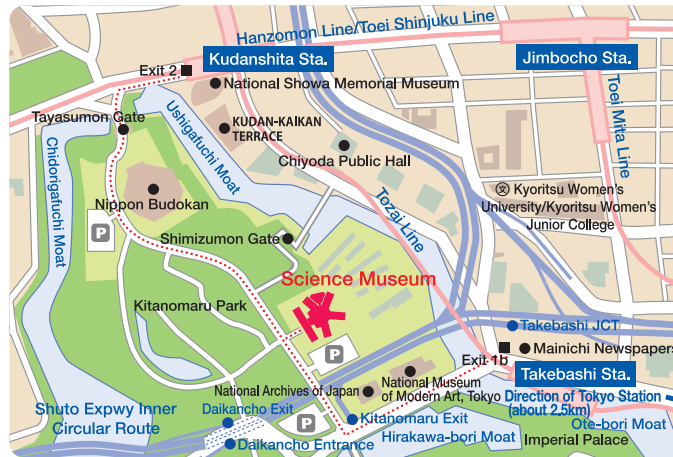 Hanzomon Line/Toei Shinjuku Line
Exit 2
Kudanshita Sta.
Jimbocho Sta.
National Showa Memorial Museum
Toei Mita Line
Tayasumon Gate
Ushigafuchi Moat
KUDAN-KAIKAN
TERRACE
Chiyoda Public Hall
Chidorigafuchi Moat
Tozai Line
文 Kyoritsu Women's
University/Kyoritsu Women's
Junior College
Nippon Budokan
P
Shimizumon Gate
Science Museum
Kitanomaru Park
Takebashi JCT
P
Mainichi Newspapers
Exit 1b
Takebashi Sta.
National Archives of Japan
National Museum
of Modern Art, Tokyo
Direction of Tokyo Station
(about 2.5km)
Shuto Expwy Inner
Circular Route
Daikancho Exit
P
Kitanomaru Exit
Ote-bori Moat
Daikancho Entrance
Hirakawa-bori Moat
Imperial Palace